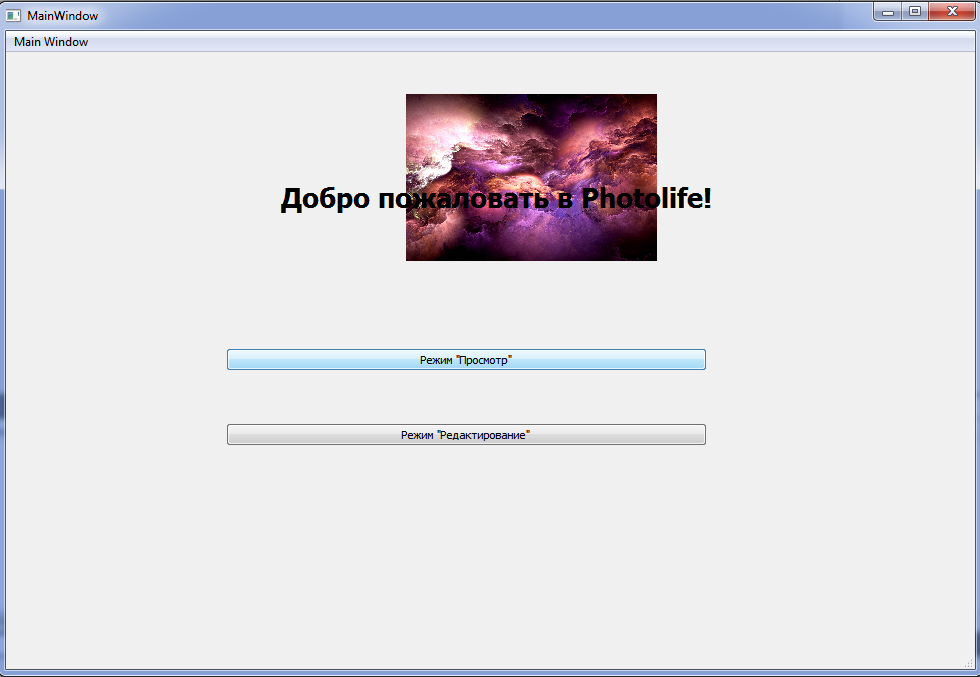 MainWindow
Main Window
Добро пожаловать в Photolife!
Режим "Просмотр"
Режим "Редактирование"